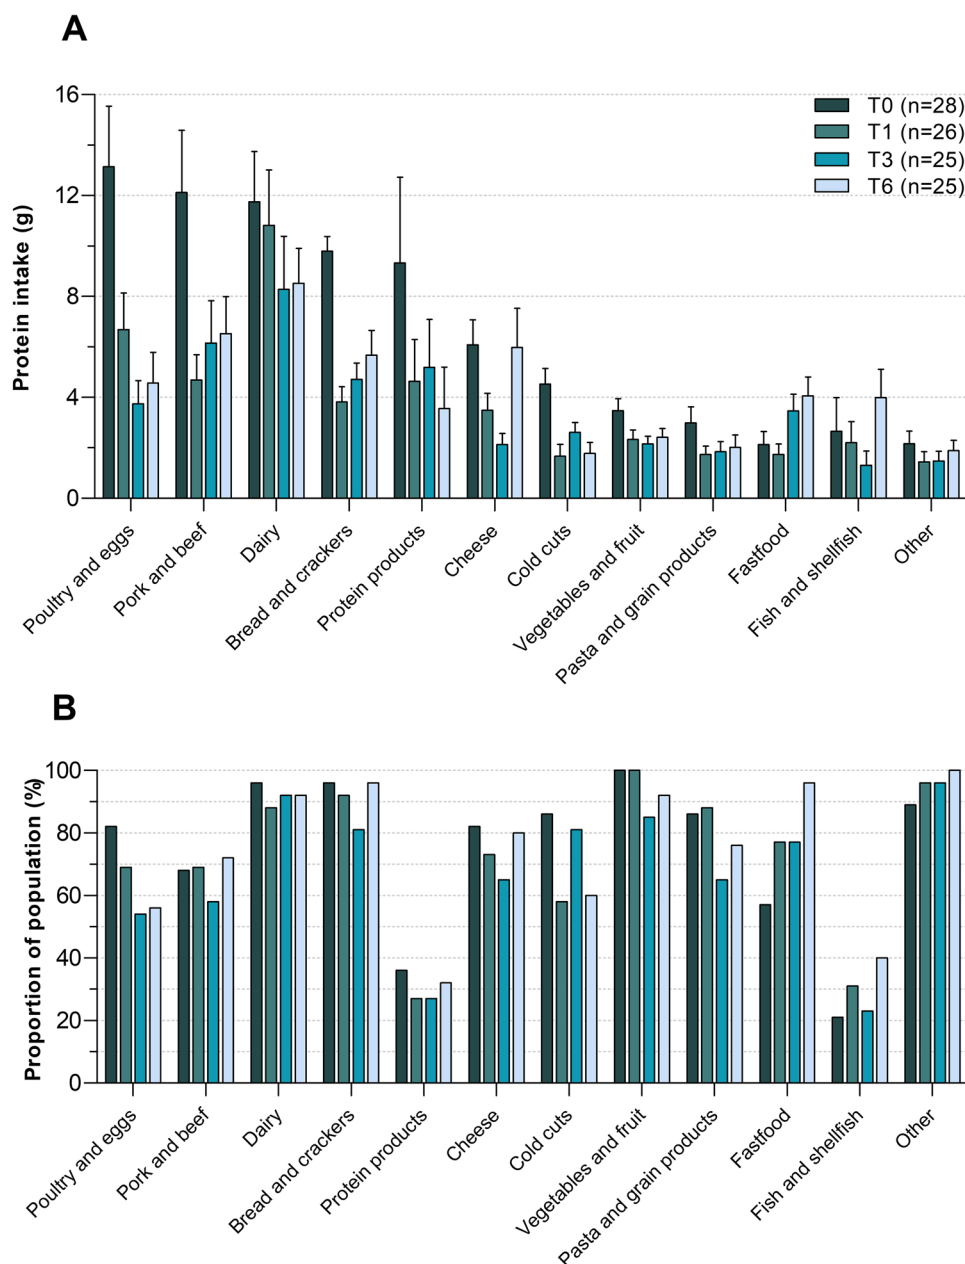 A
Protein intake (g)
16
12
8
4
0
T0 (n=28)
T1 (n=26)
T3 (n=25)
T6 (n=25)
Poultry and eggs
Pork and beef
Dairy
Bread and crackers
Protein products
Cheese
Cold cuts
Vegetables and fruit
Pasta and grain products
Fastfood
Fish and shellfish
Other
B
Proportion of population (%)
100
80
60
40
20
0
Poultry and eggs
Pork and beef
Dairy
Bread and crackers
Protein products
Cheese
Cold cuts
Vegetables and fruit
Pasta and grain products
Fastfood
Fish and shellfish
Other